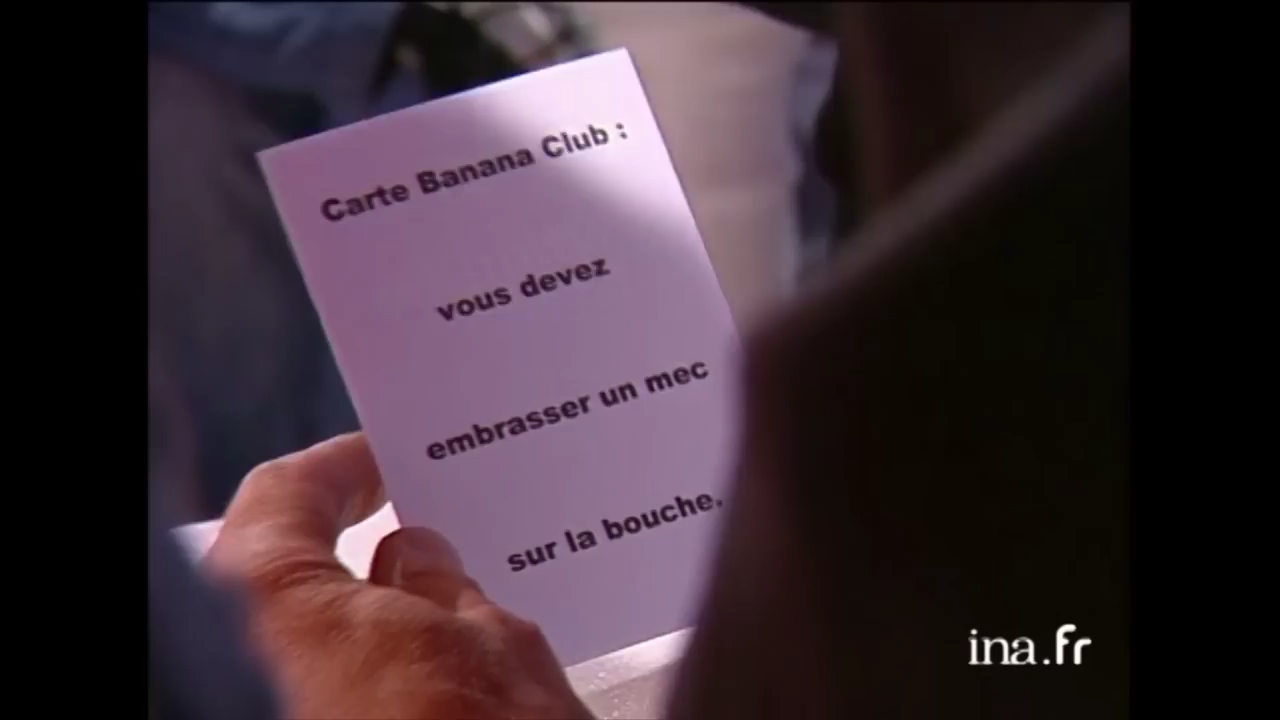 Carte Banana Club :
vous devez
embrasser un mec
sur la bouche.
ina.fr